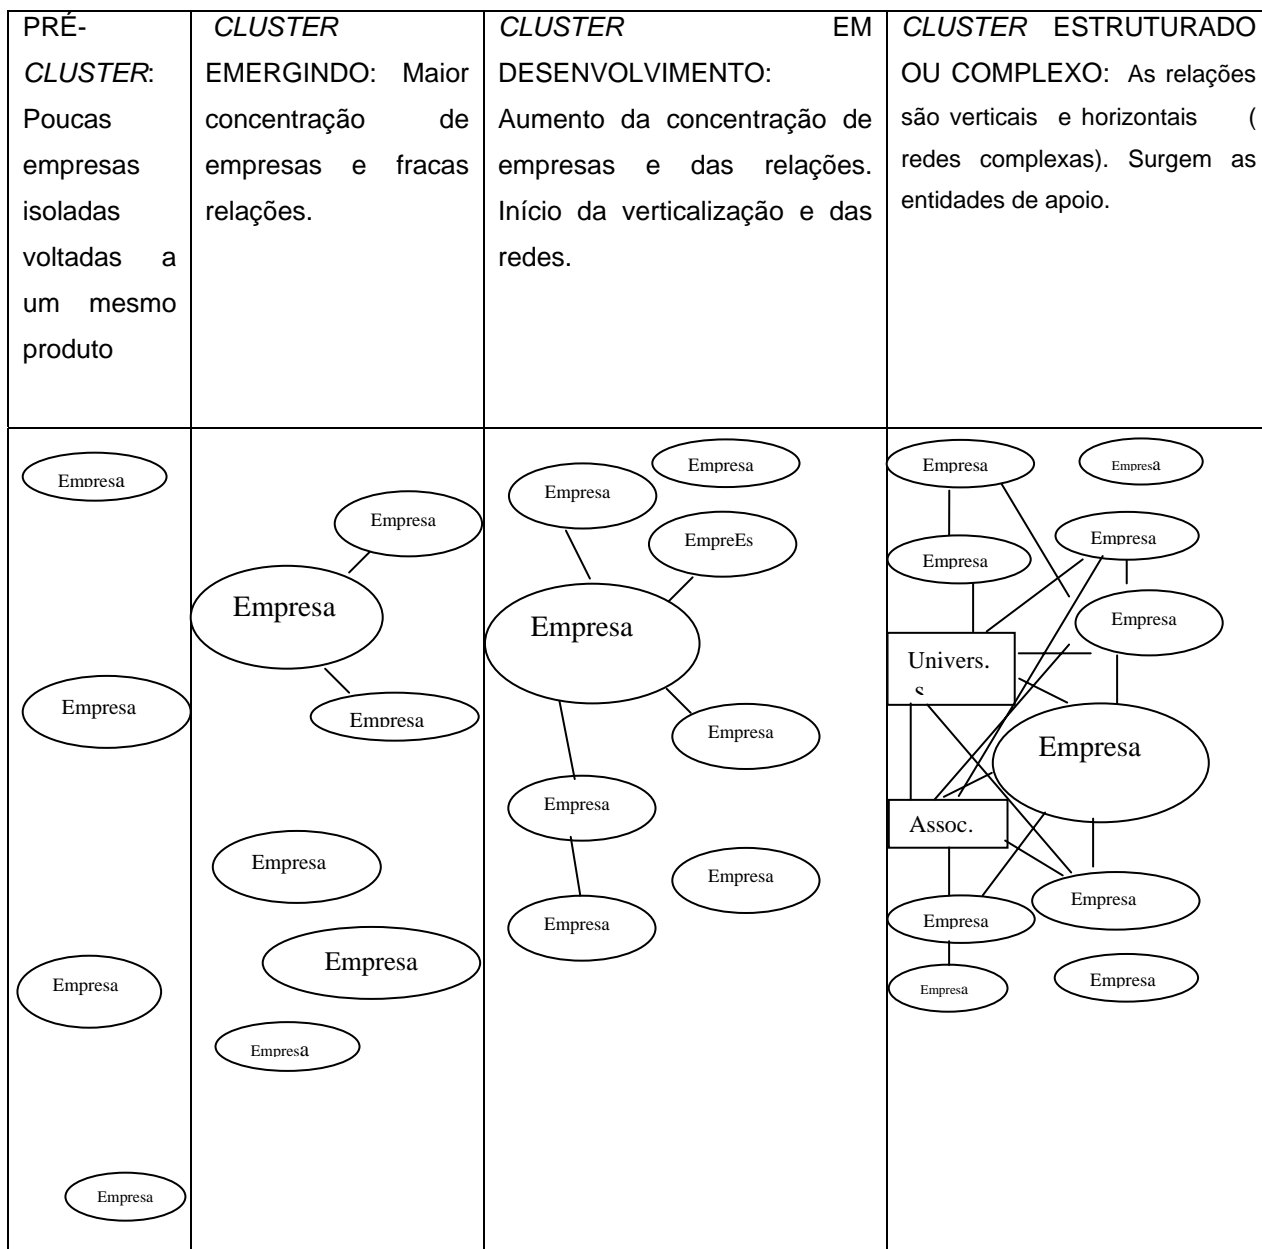 PRÉ-
CLUSTER:
Poucas
empresas
isoladas
voltadas a
um mesmo
produto
CLUSTER
EMERGINDO: Maior
concentração de
empresas e fracas
relações.
CLUSTER EM
DESENVOLVIMENTO:
Aumento da concentração de
empresas e das relações.
Início da verticalização e das
redes.
CLUSTER ESTRUTURADO
OU COMPLEXO: As relações
são verticais e horizontais (
redes complexas). Surgem as
entidades de apoio.
Empresa
Empresa
Empresa
Empresa
Empresa
Empresa
Empresa
Empresa
Empresa
Empresa
Empresa
Empresa
EmpreEs
Empresa
Empresa
Empresa
Empresa
Empresa
Empresa
Empresa
Empresa
Empresa
Empresa
Univers.
s
Empresa
Assoc.
Empresa
Empresa
Empresa
Empresa